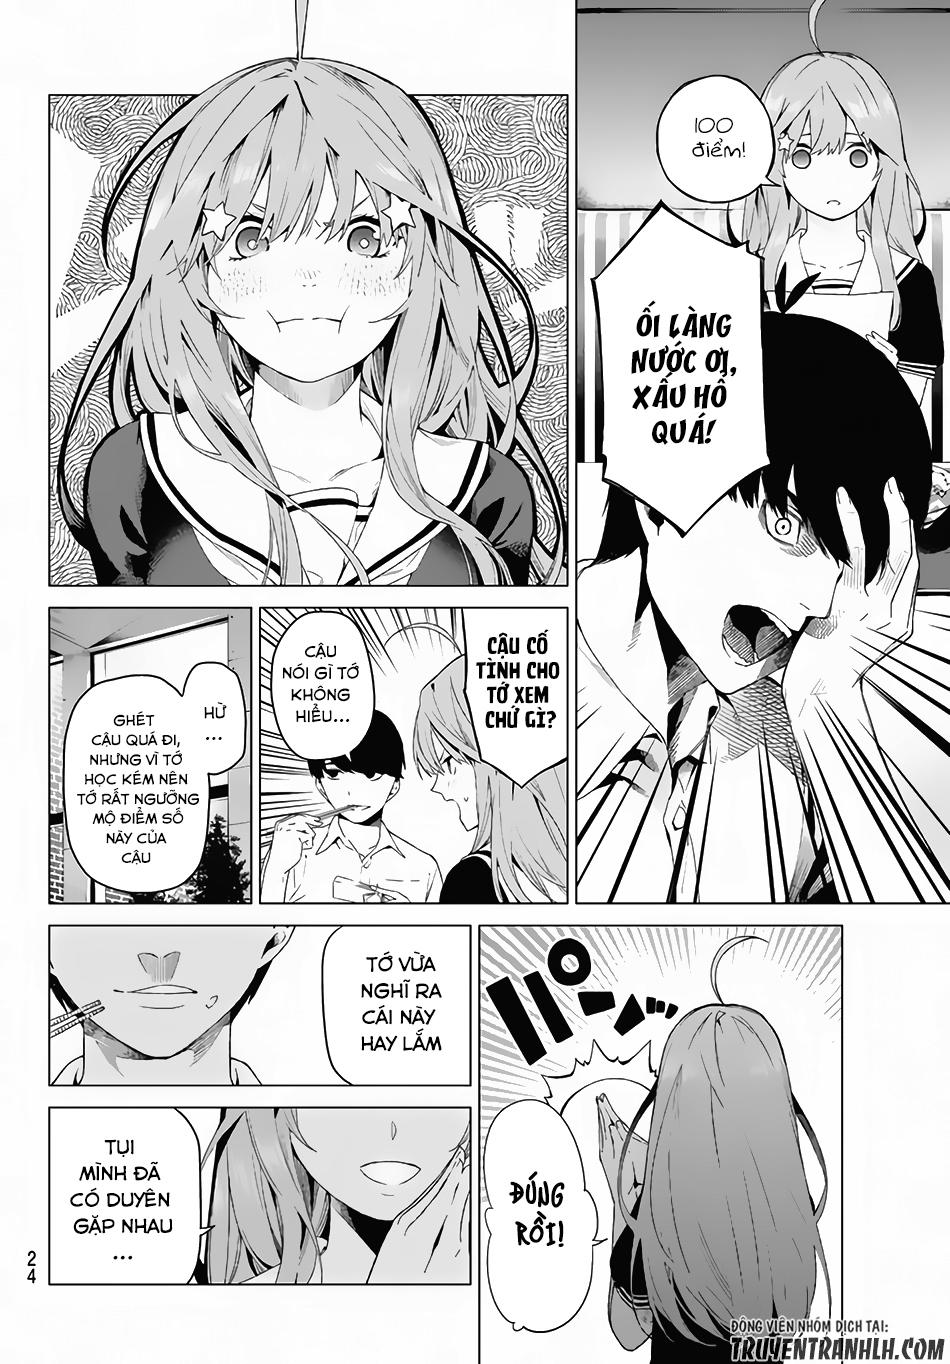 100
điểm!
ỐI LÀNG
NƯỚC ƠI,
XẤU HỔ
QUÁ!
CẬU CỐ
TÌNH CHO
TỚ XEM
CHỨ GÌ?
CẬU
NÓI GÌ TỚ
KHÔNG
HIỂU...
HỪ
...
GHÉT
CẬU QUÁ ĐI,
NHƯNG VÌ TỚ
HỌC KÉM NÊN
TỚ RẤT NGƯỠNG
MỘ ĐIỂM SỐ
NÀY CỦA
CẬU
パンッ
ĐÚNG
RỒI!
TỚ VỪA
NGHĨ RA
CÁI NÀY
HAY LẮM
TỤI
MÌNH ĐÃ
CÓ DUYÊN
GẶP NHAU
...
24
ĐỘNG VIÊN NHÓM DỊCH TẠI:
TRUYENTRANHLH.COM